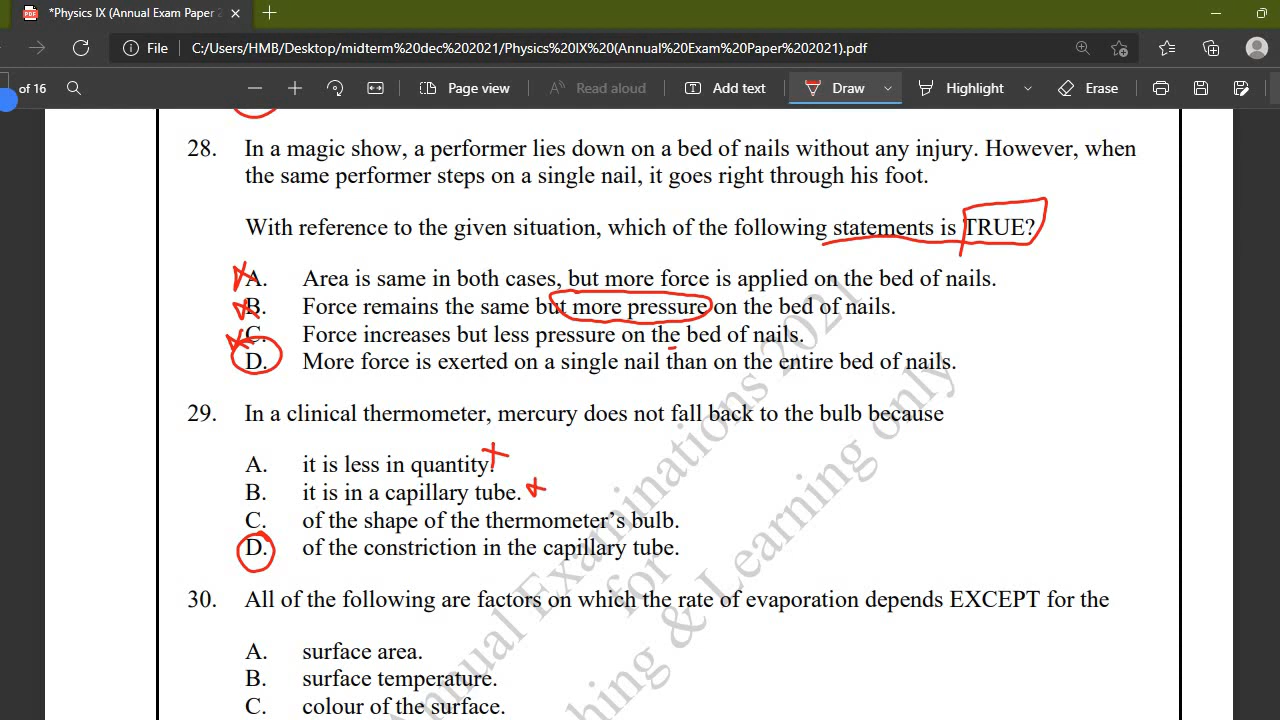 *Physics IX (Annual Exam Paper 2
File
C:/Users/HMB/Desktop/midterm%20dec%202021/Physics%20IX%20(Annual%20Exam%20Paper%202021).pdf
of 16
Page view
Read aloud
Add text
Draw
Highlight
Erase
28. In a magic show, a performer lies down on a bed of nails without any injury. However, when
the same performer steps on a single nail, it goes right through his foot.
With reference to the given situation, which of the following statements is TRUE?
A. Area is same in both cases, but more force is applied on the bed of nails.
B. Force remains the same but more pressure on the bed of nails.
C. Force increases but less pressure on the bed of nails.
D. More force is exerted on a single nail than on the entire bed of nails.
29. In a clinical thermometer, mercury does not fall back to the bulb because
A. it is less in quantity.
B. it is in a capillary tube.
C. of the shape of the thermometer's bulb.
D. of the constriction in the capillary tube.
30. All of the following are factors on which the rate of evaporation depends EXCEPT for the
A. surface area.
B. surface temperature.
C. colour of the surface.
Annual Examinations 2021
for
hing & Learning only